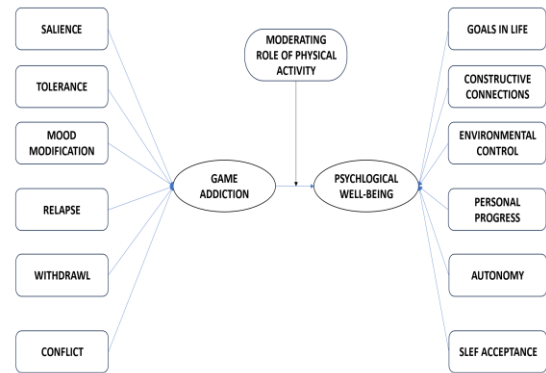 SALIENCE
TOLERANCE
MOOD
MODIFICATION
RELAPSE
WITHDRAWL
CONFLICT
GAME
ADDICTION
MODERATING
ROLE OF PHYSICAL
ACTIVITY
PSYCHLOGICAL
WELL-BEING
GOALS IN LIFE
CONSTRUCTIVE
CONNECTIONS
ENVIRONMENTAL
CONTROL
PERSONAL
PROGRESS
AUTONOMY
SLEF ACCEPTANCE